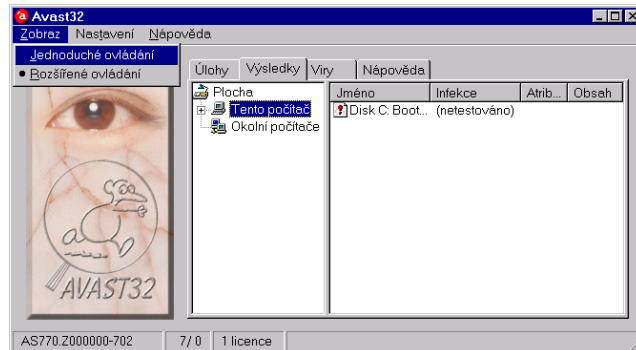 Avast32
Zobraz Nastavení Nápověda
Jednoduché ovládání
Rozšířené ovládání
Úlohy Výsledky Viry Nápověda
Plocha
Tento počítač
Okolní počítače
Jméno Infekce Atrib... Obsah
Disk C: Boot... (netestováno)
AVAST32
AS770.Z000000-702 7/ 0 1 licence